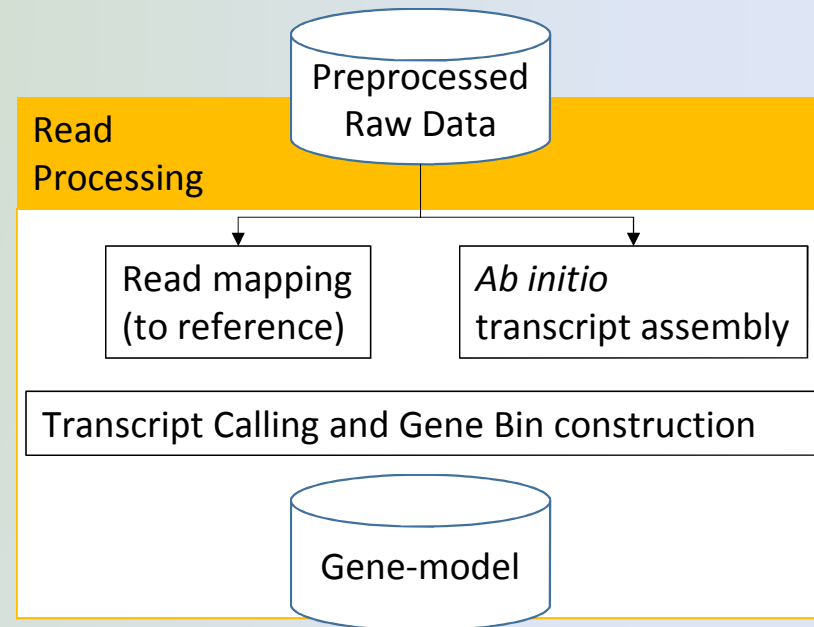 Preprocessed
Raw Data
Read
Processing
Read mapping
(to reference)
Ab initio
transcript assembly
Transcript Calling and Gene Bin construction
Gene-model